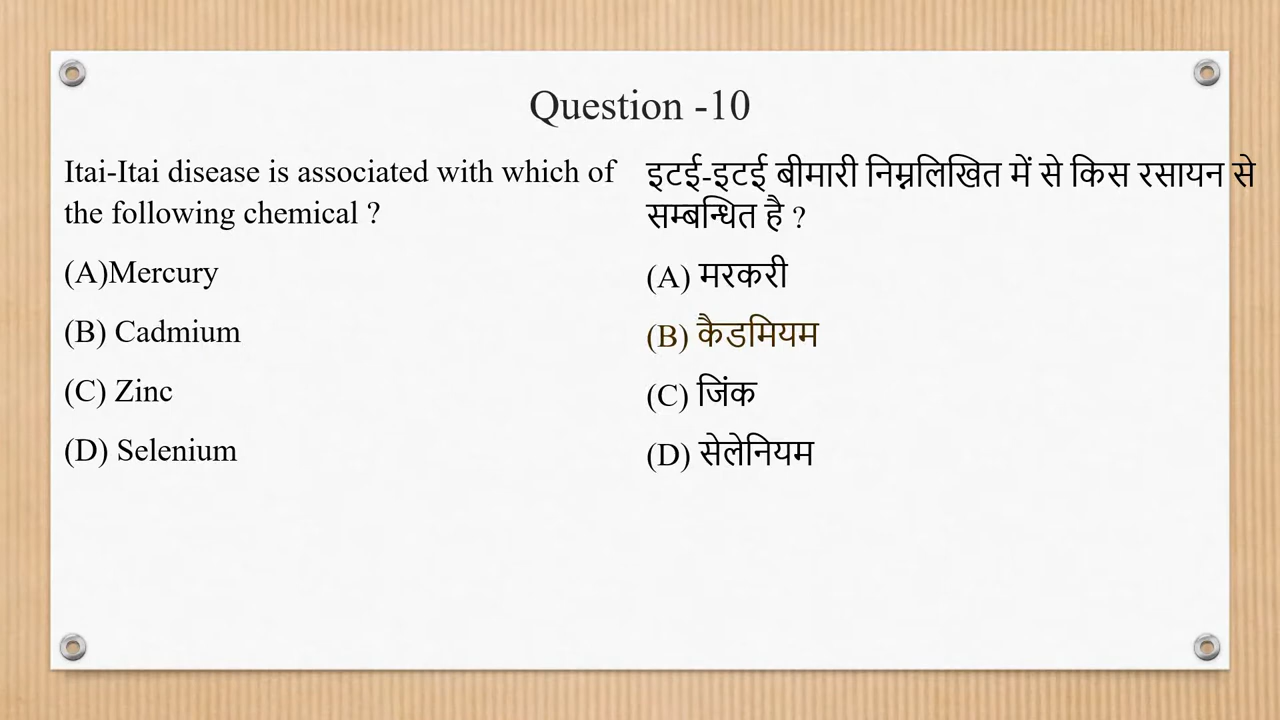 Question -10
Itai-Itai disease is associated with which of
the following chemical ?
(A)Mercury
(B) Cadmium
(C) Zinc
(D) Selenium
इटई-इटई बीमारी निम्नलिखित में से किस रसायन से
सम्बन्धित है ?
(A) मरकरी
(B) कैडमियम
(C) जिंक
(D) सेलेनियम